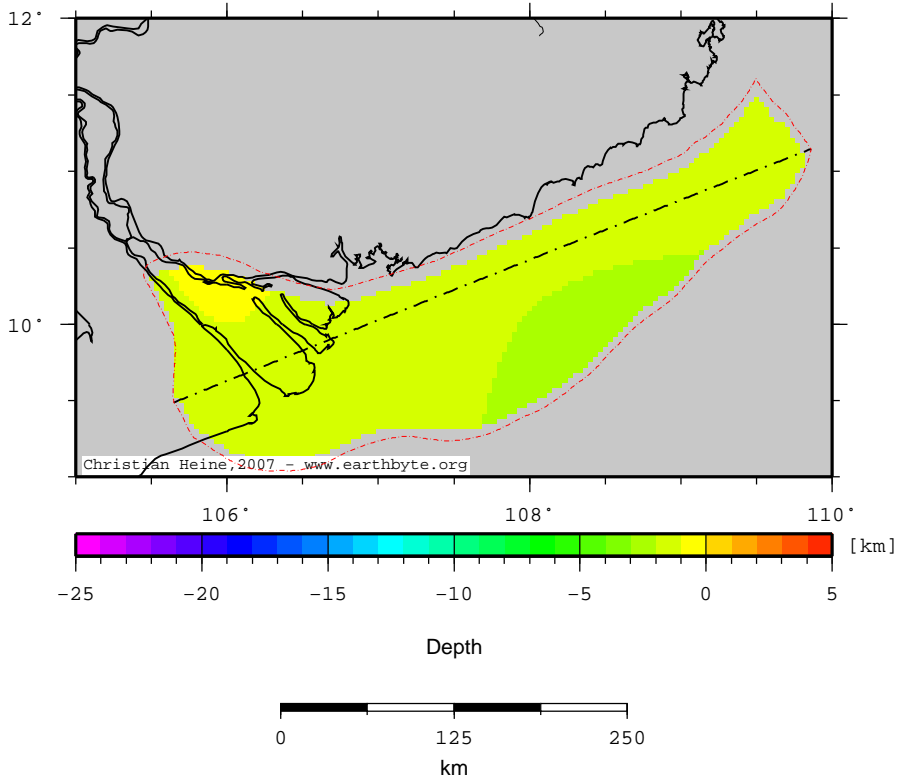 12°
10°
Christian Heine,2007 - www.earthbyte.org
106° 108° 110°
[km]
-25 -20 -15 -10 -5 0 5
Depth
0 125 250
km